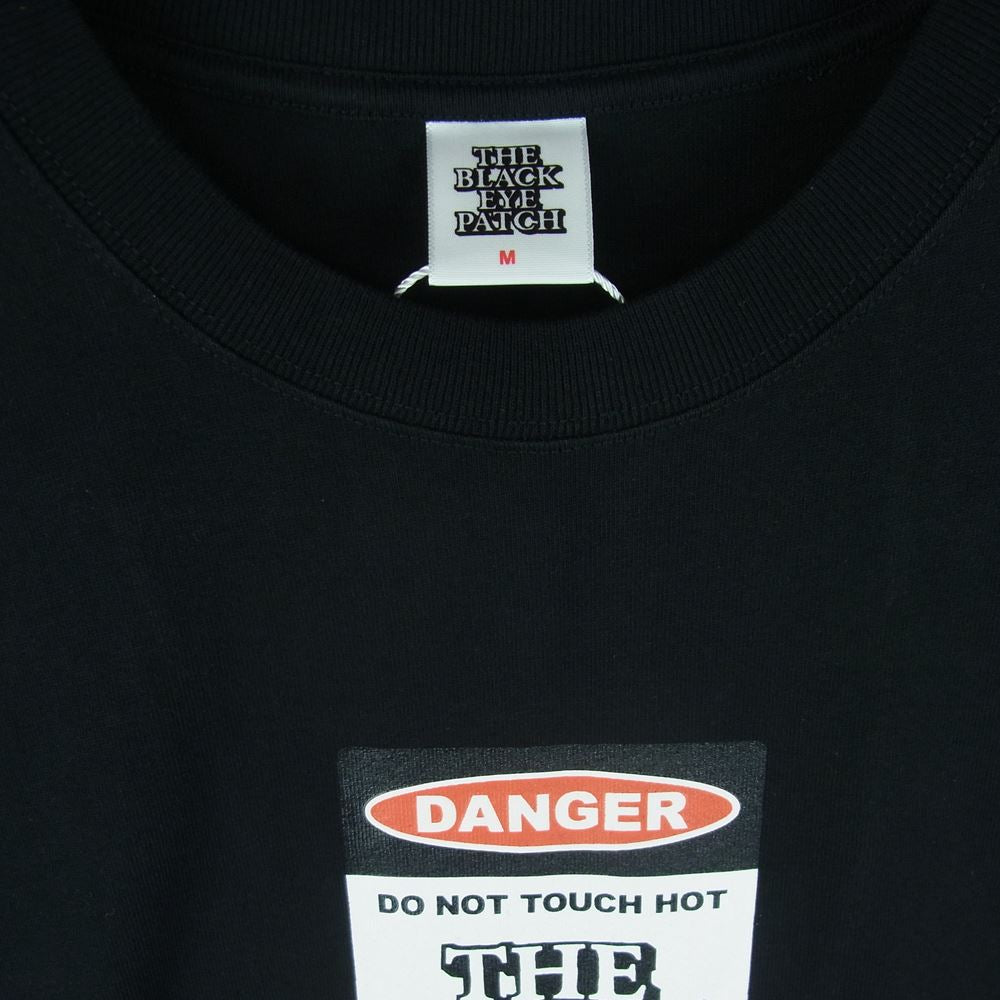 THE
BLACK
EYE
PATCH
M
DANGER
DO NOT TOUCH HOT
THE